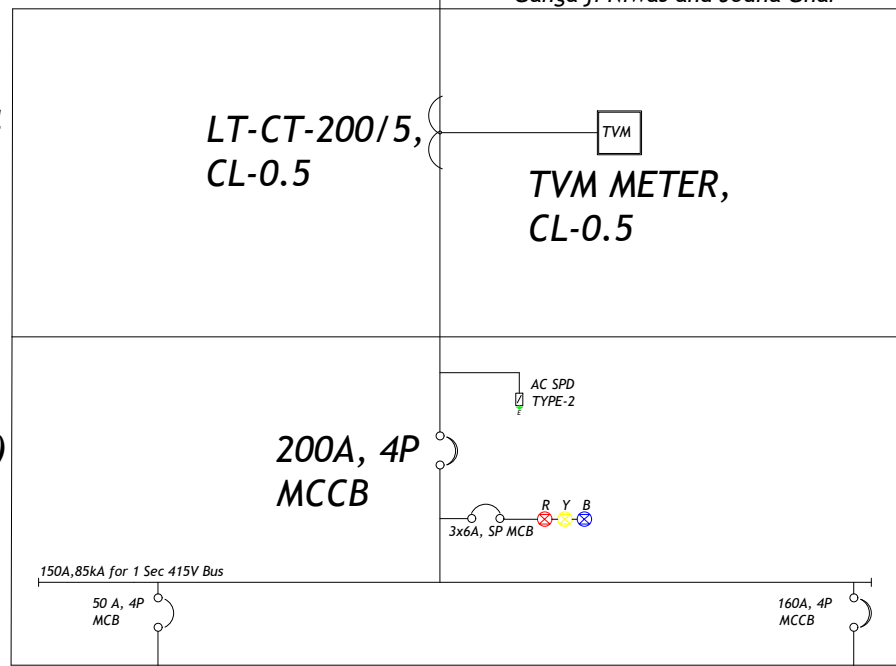 LT-CT-200/5,
CL-0.5
TVM
TVM METER,
CL-0.5
AC SPD
TYPE-2
E
200A, 4P
MCCB
R Y B
3x6A, SP MCB
150A,85kA for 1 Sec 415V Bus
50 A, 4P
MCB
160A, 4P
MCCB